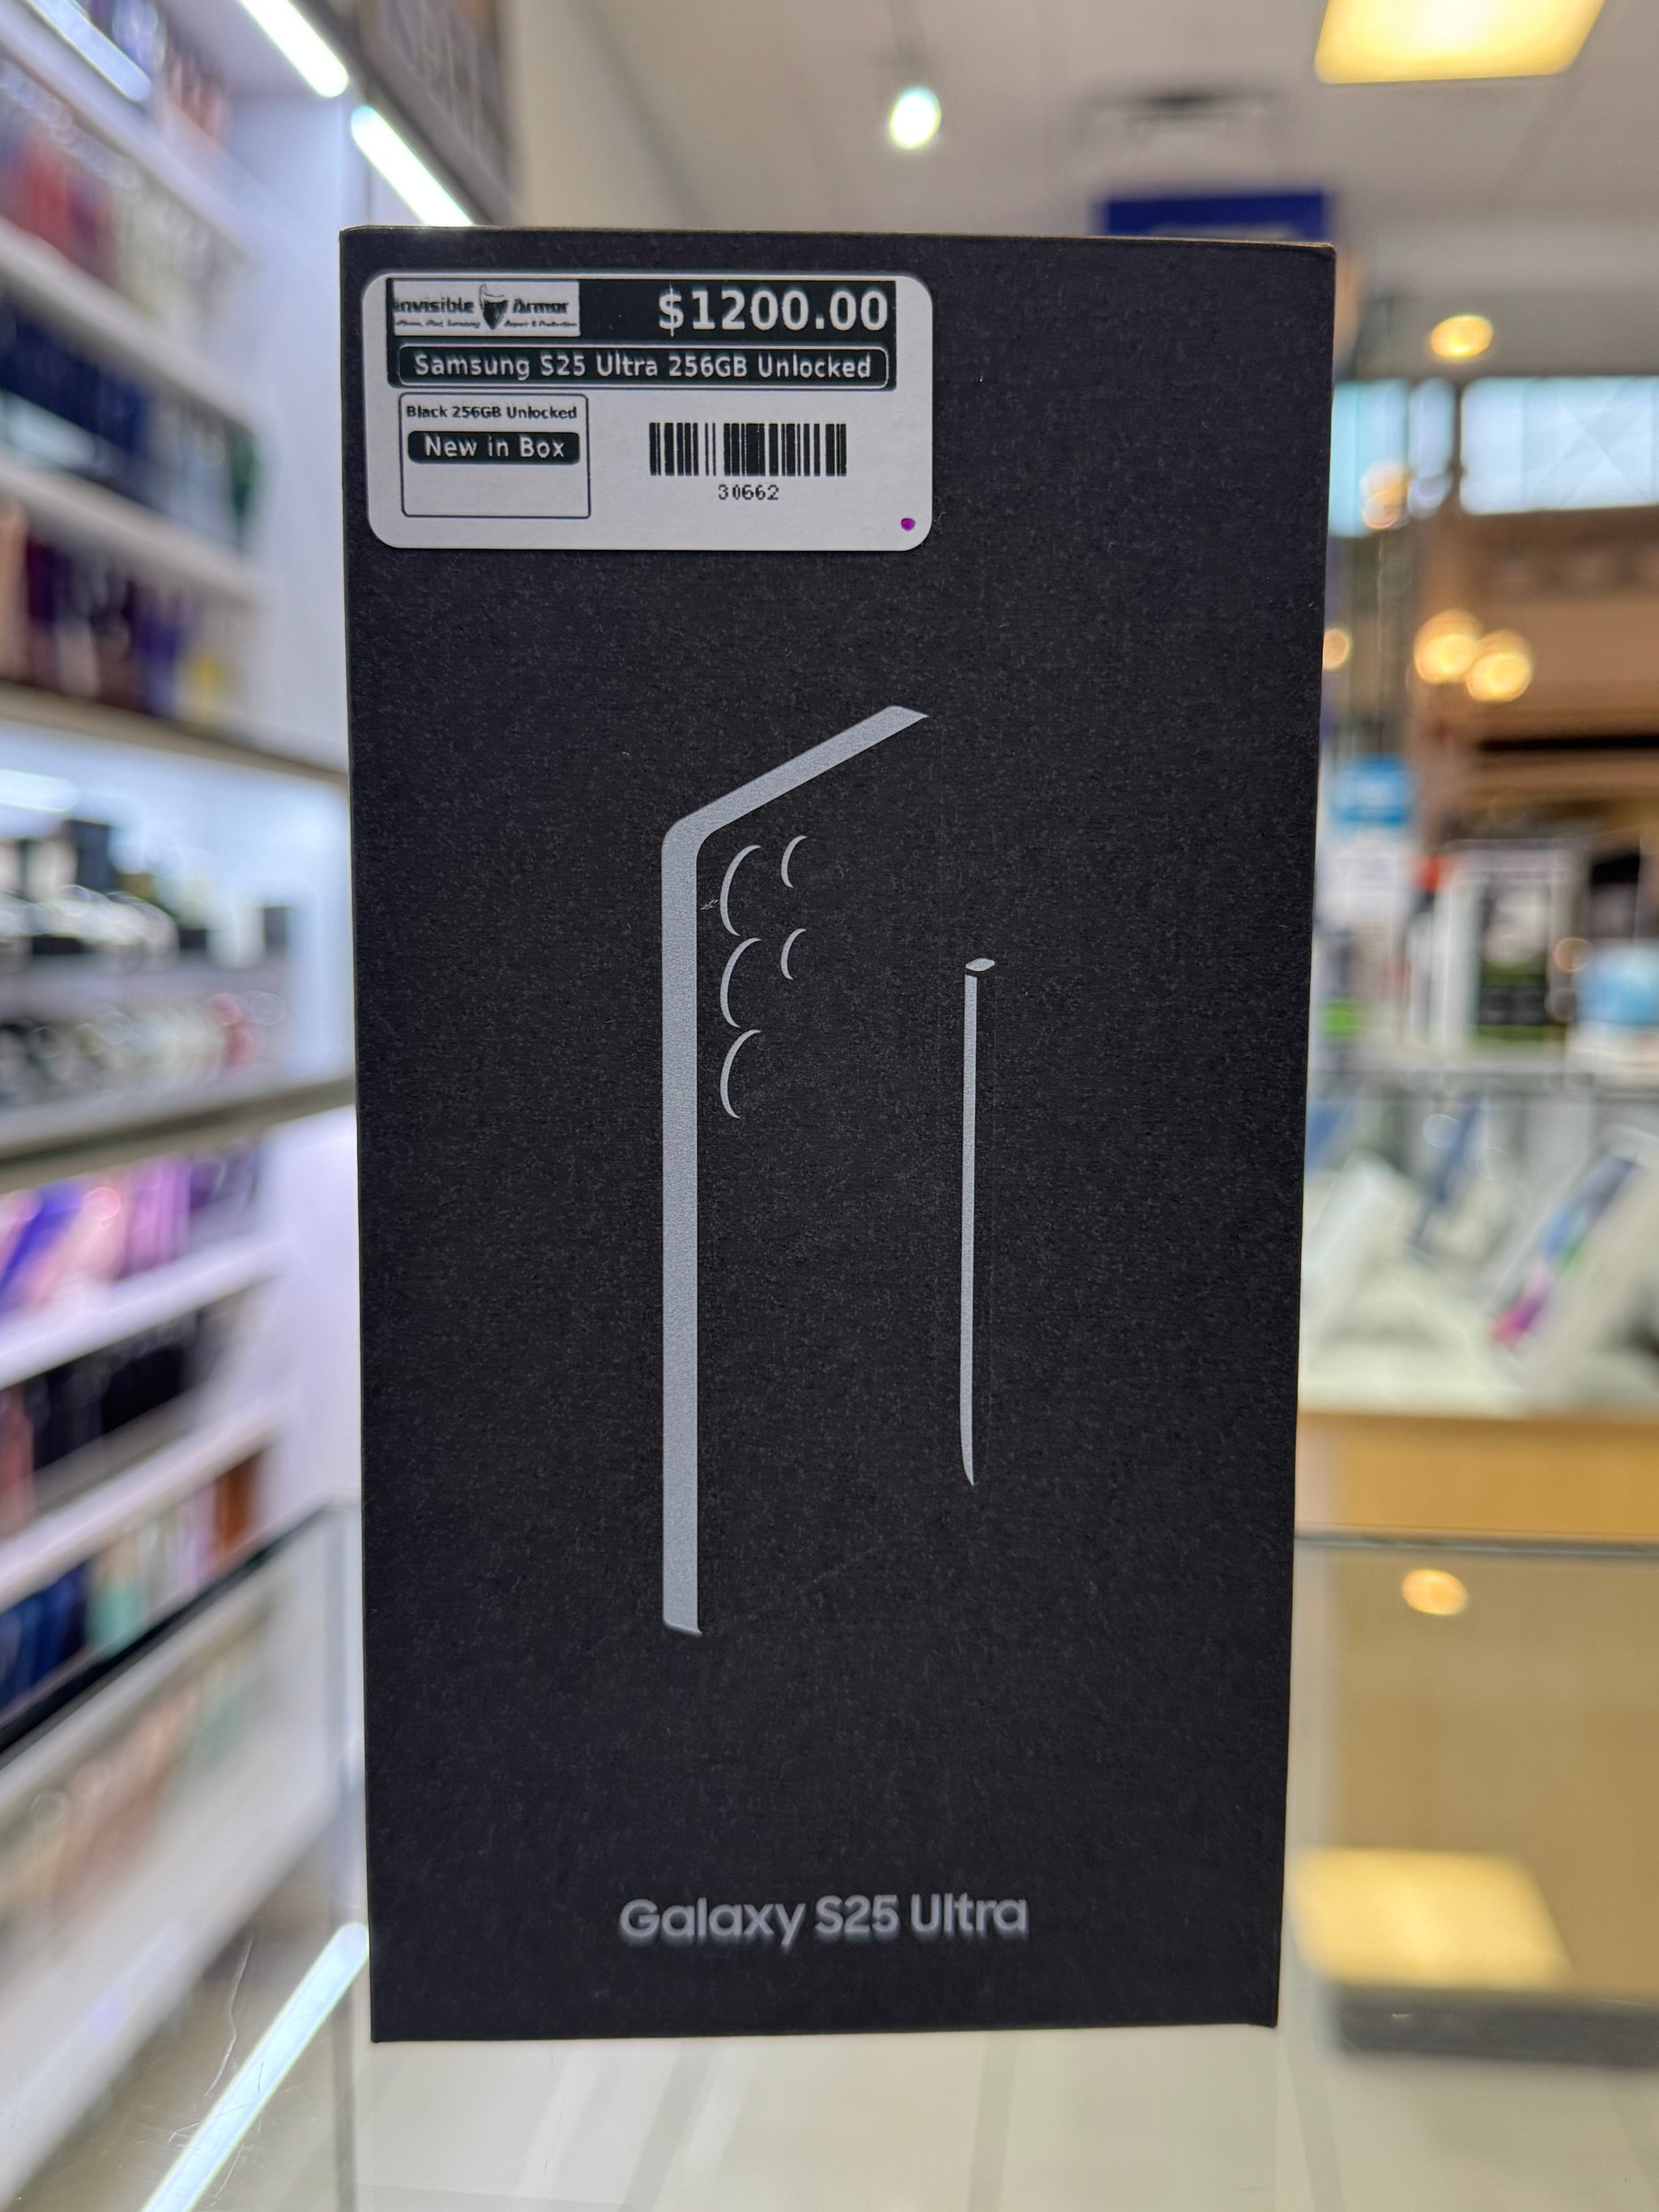 Invisible Armor
$1200.00
Samsung S25 Ultra 256GB Unlocked
Black 256GB Unlocked
New in Box
30662
Galaxy S25 Ultra